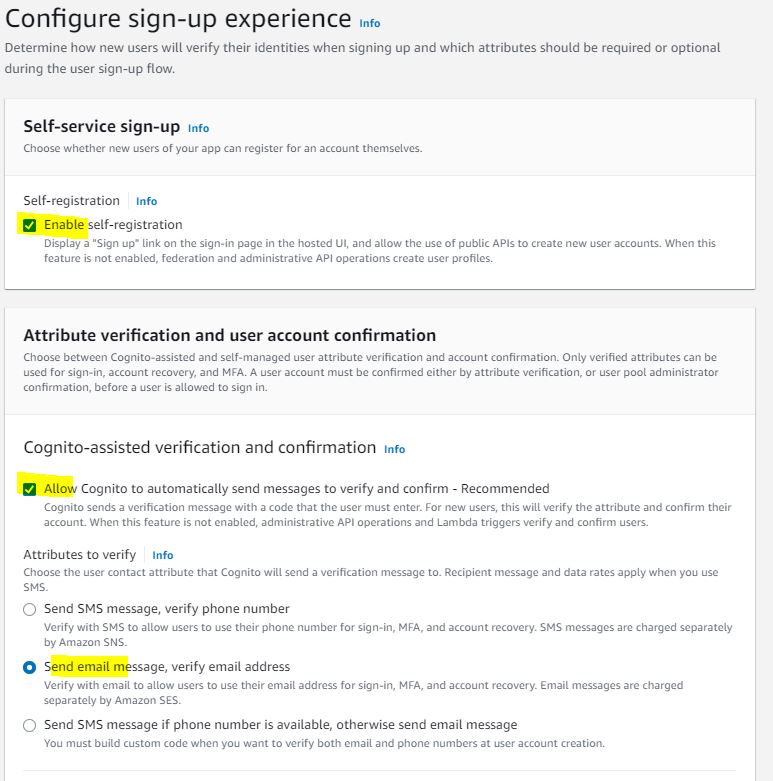 Configure sign-up experience Info
Determine how new users will verify their identities when signing up and which attributes should be required or optional
during the user sign-up flow.
Self-service sign-up Info
Choose whether new users of your app can register for an account themselves.
Self-registration Info
Enable self-registration
Display a "Sign up" link on the sign-in page in the hosted UI, and allow the use of public APIs to create new user accounts. When this
feature is not enabled, federation and administrative API operations create user profiles.
Attribute verification and user account confirmation
Choose between Cognito-assisted and self-managed user attribute verification and account confirmation. Only verified attributes can be
used for sign-in, account recovery, and MFA. A user account must be confirmed either by attribute verification, or user pool administrator
confirmation, before a user is allowed to sign in.
Cognito-assisted verification and confirmation Info
Allow Cognito to automatically send messages to verify and confirm - Recommended
Cognito sends a verification message with a code that the user must enter. For new users, this will verify the attribute and confirm their
account. When this feature is not enabled, administrative API operations and Lambda triggers verify and confirm users.
Attributes to verify Info
Choose the user contact attribute that Cognito will send a verification message to. Recipient message and data rates apply when you use
SMS.
Send SMS message, verify phone number
Verify with SMS to allow users to use their phone number for sign-in, MFA, and account recovery. SMS messages are charged separately
by Amazon SNS.
Send email message, verify email address
Verify with email to allow users to use their email address for sign-in, MFA, and account recovery. Email messages are charged
separately by Amazon SES.
Send SMS message if phone number is available, otherwise send email message
You must build custom code when you want to verify both email and phone numbers at user account creation.